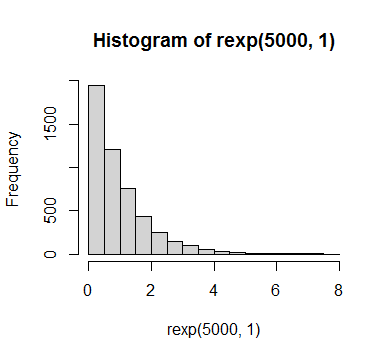 Histogram of rexp(5000, 1)
Frequency
1500
500
0
0 2 4 6 8
rexp(5000, 1)